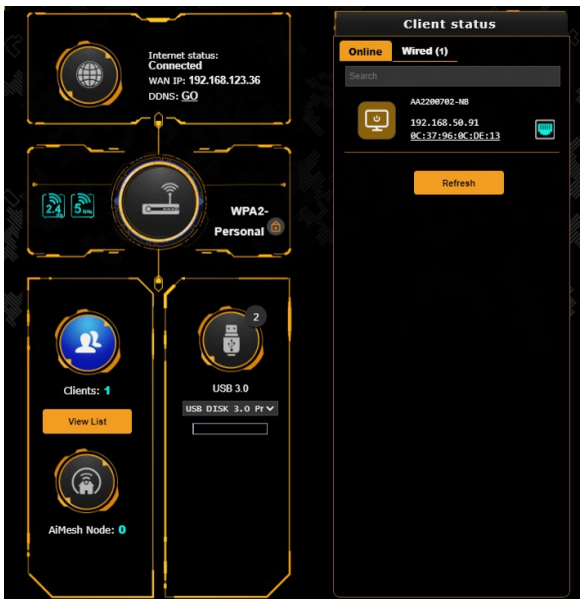 Internet status:
Connected
WAN IP: 192.168.123.36
DDNS: GO
2.4
5
WPA2-
Personal
Clients: 1
View List
AiMesh Node: 0
2
USB 3.0
USB DISK 3.0 Pr
Client status
Online
Wired (1)
Search
AA2200702-NB
192.168.50.91
0C:37:96:0C:DE:13
Refresh